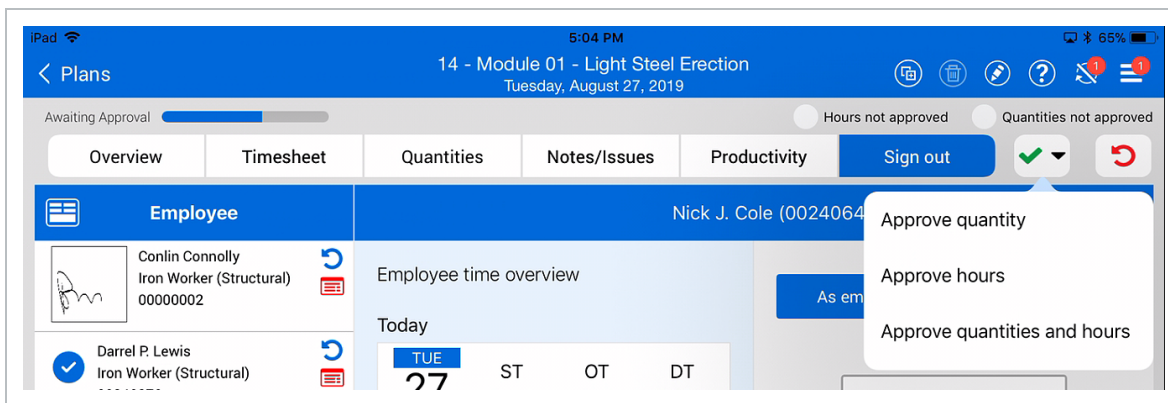 iPad 5:04 PM 65%
Plans
14 - Module 01 - Light Steel Erection
Tuesday, August 27, 2019
1 1
Awaiting Approval Hours not approved Quantities not approved
Overview Timesheet Quantities Notes/Issues Productivity Sign out
Employee
Nick J. Cole (0024064
Approve quantity
Approve hours
Approve quantities and hours
Conlin Connolly
Iron Worker (Structural)
00000002
Darrel P. Lewis
Iron Worker (Structural)
Employee time overview
As em
Today
TUE
27
ST OT DT